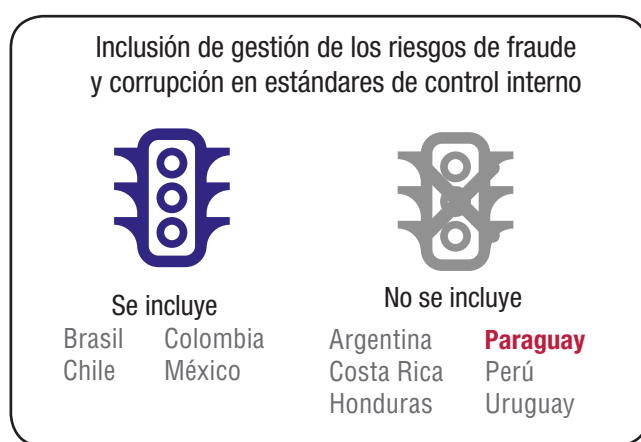 Inclusión de gestión de los riesgos de fraude
y corrupción en estándares de control interno
Se incluye
Brasil Colombia
Chile México
No se incluye
Argentina Paraguay
Costa Rica Perú
Honduras Uruguay